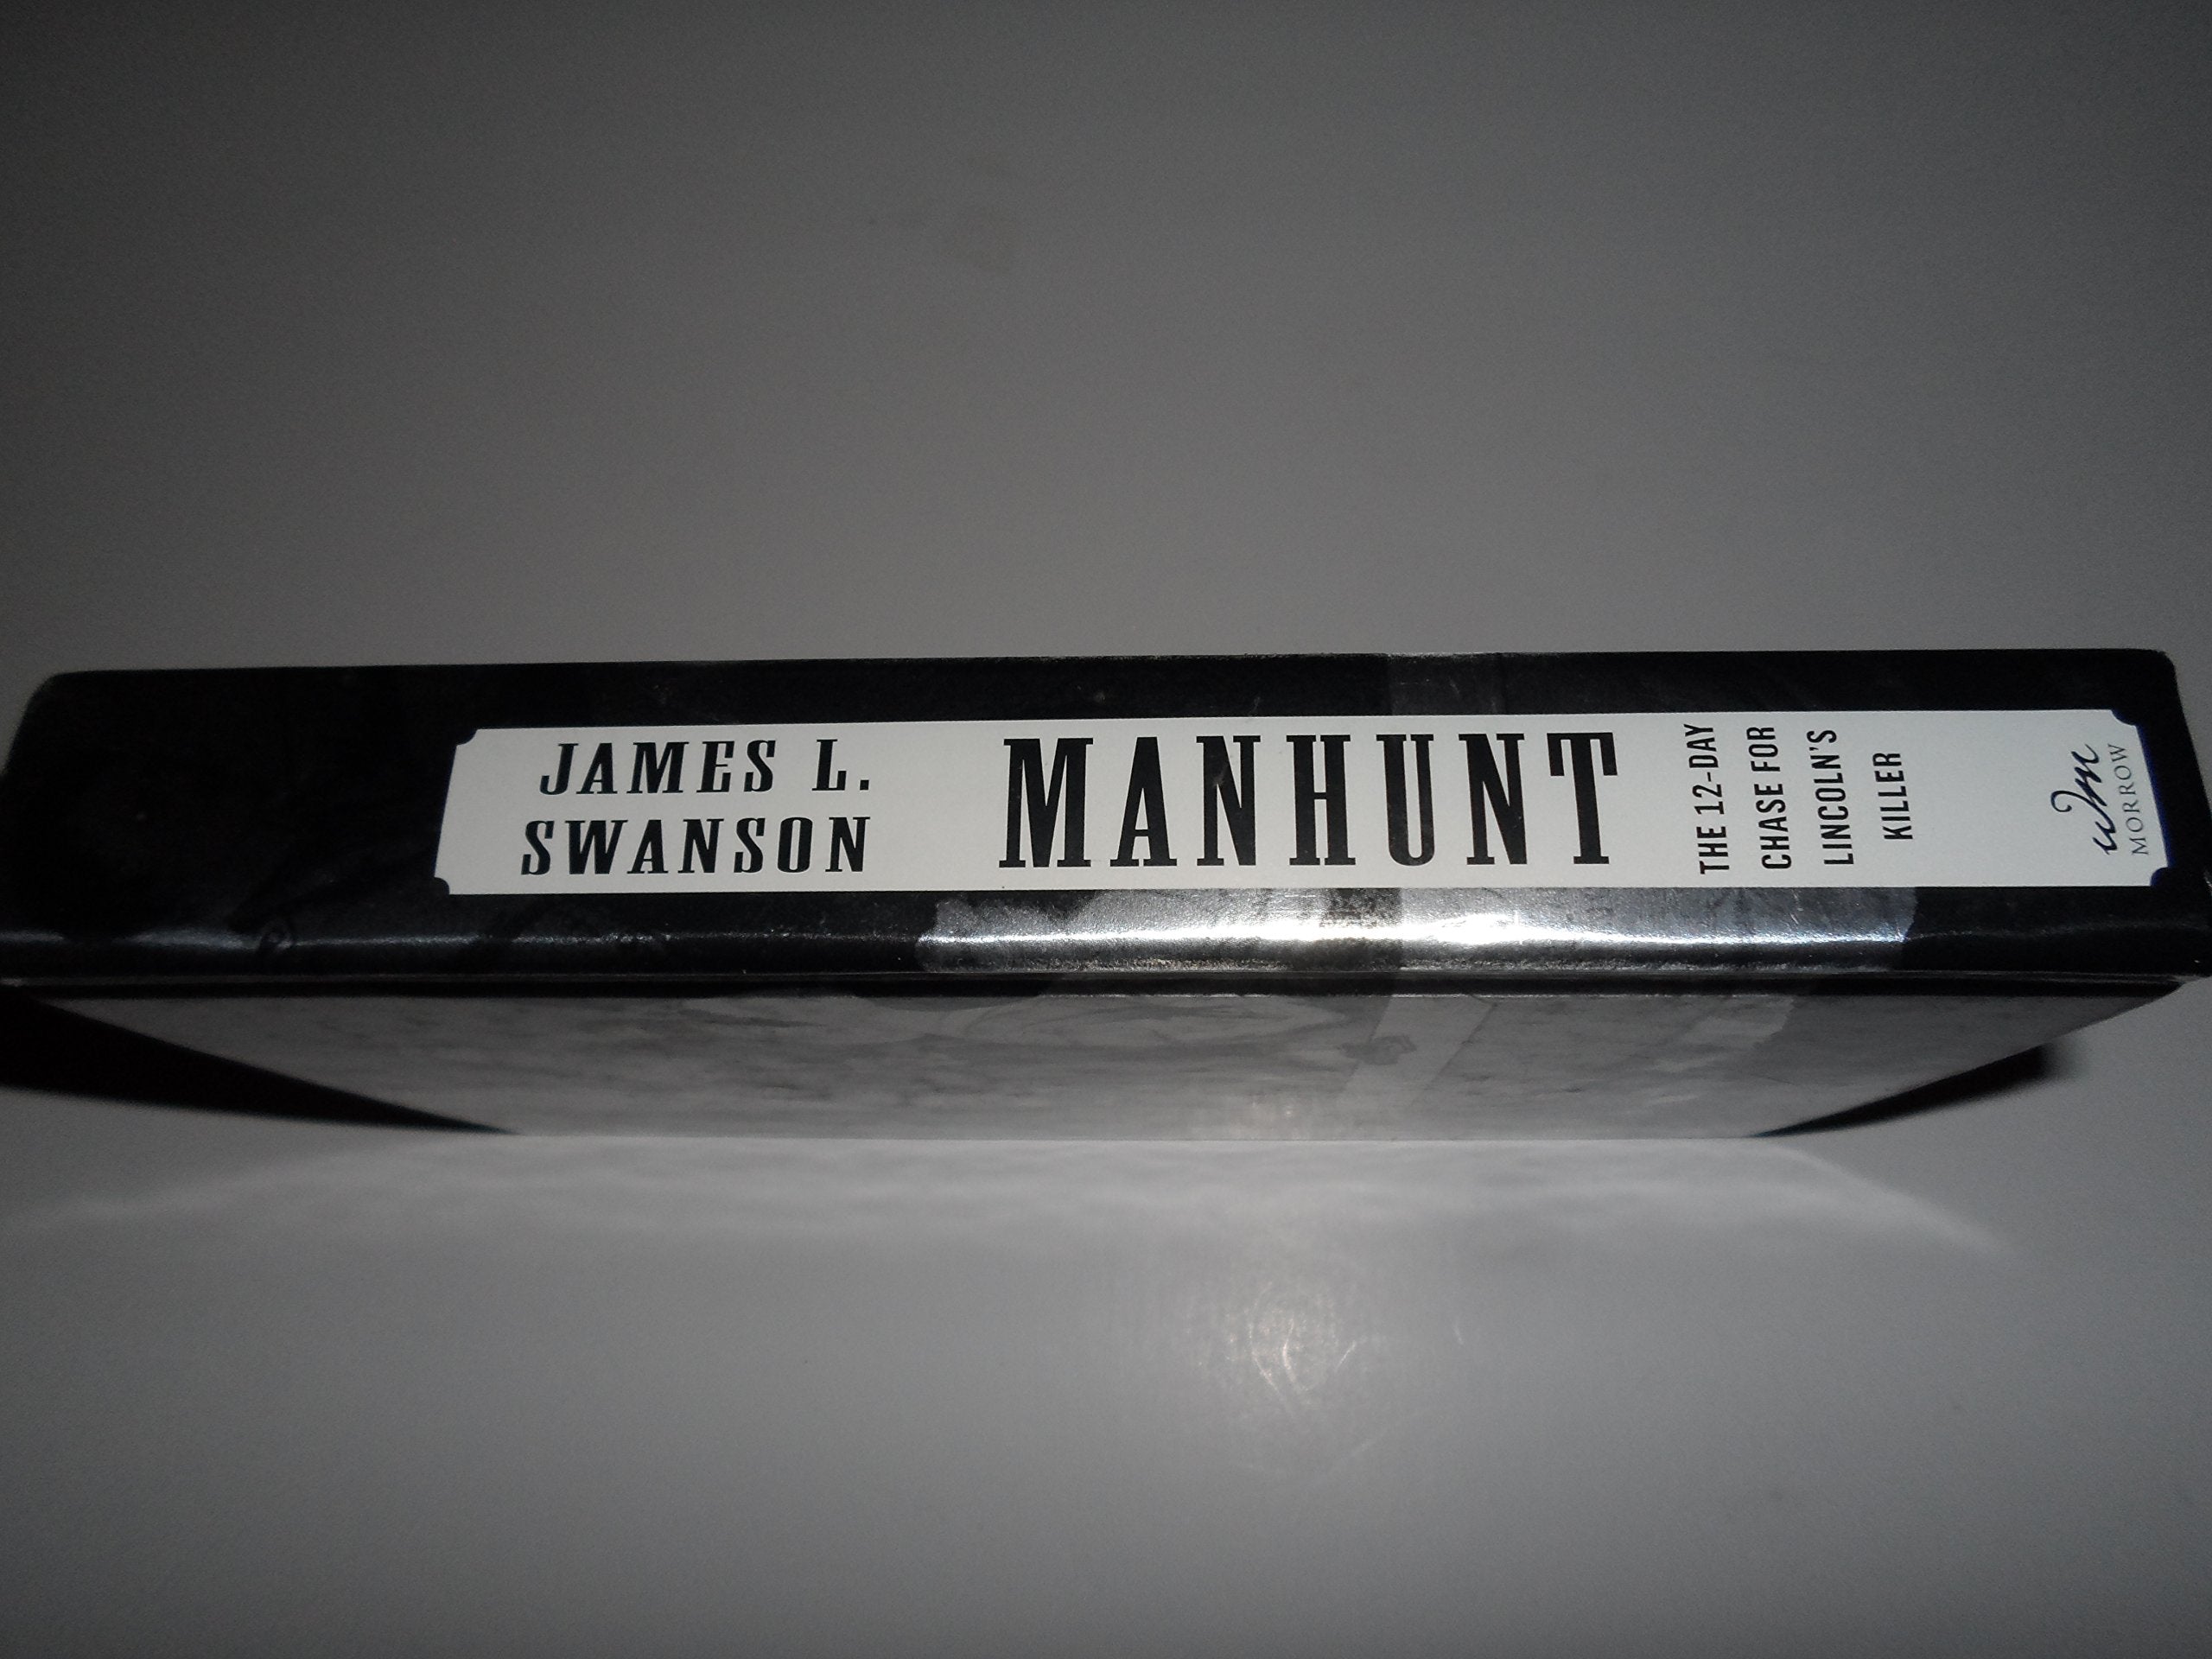 JAMES L.
SWANSON
MANHUNT
THE 12-DAY
CHASE FOR
LINCOLN'S
KILLER
wm
MORROW